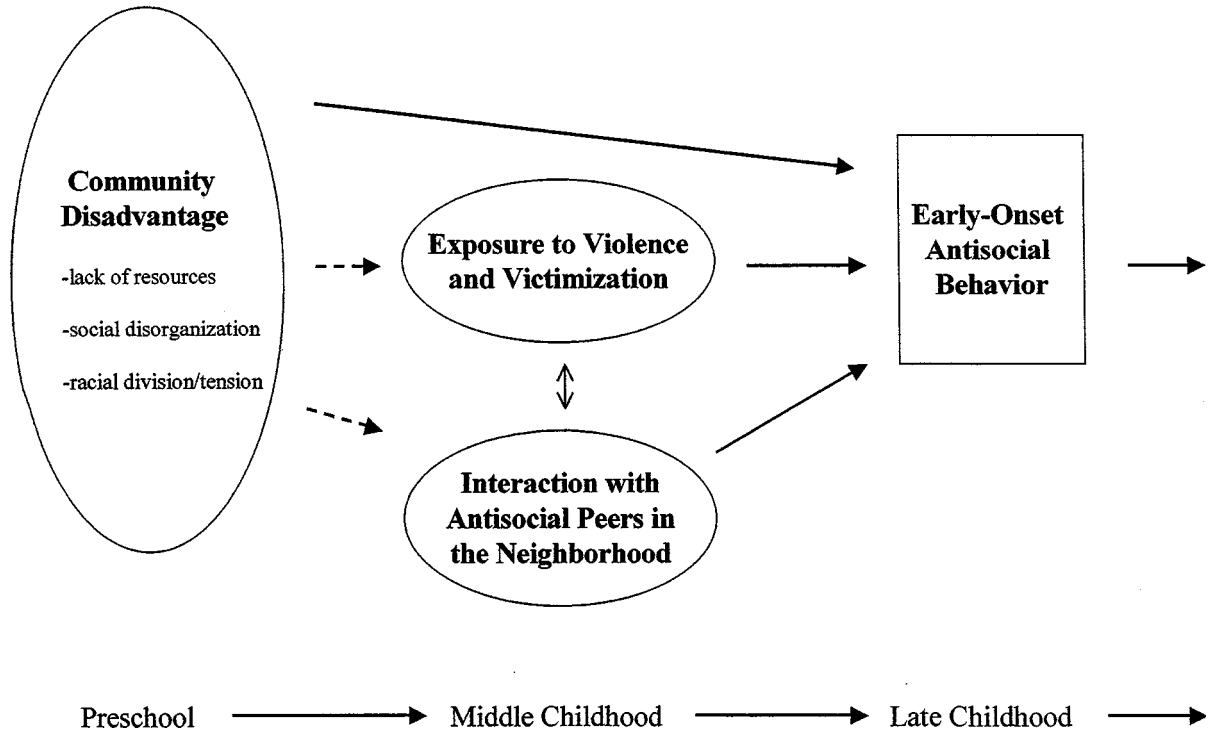 Community
Disadvantage
-lack of resources
-social disorganization
-racial division/tension
Exposure to Violence
and Victimization
Interaction with
Antisocial Peers in
the Neighborhood
Early-Onset
Antisocial
Behavior
Preschool
Middle Childhood
Late Childhood